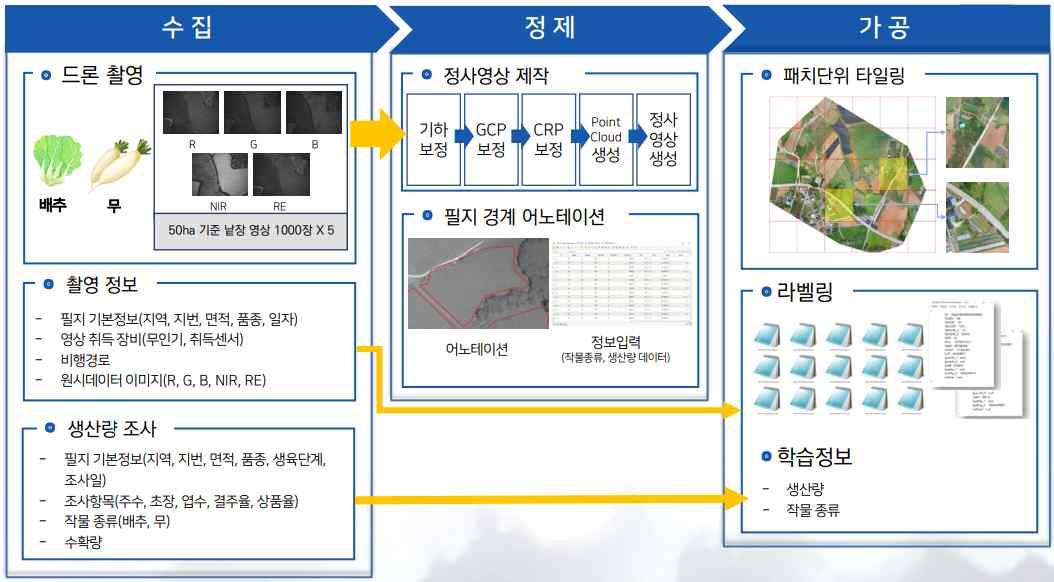 수 집
정 제
가 공
드론 촬영
배추
무
R
G
B
NIR
RE
50ha 기준 낱장 영상 1000장 X 5
촬영 정보
- 필지 기본정보(지역, 지번, 면적, 품종, 일자)
- 영상 취득 장비(무인기, 취득센서)
- 비행경로
- 원시데이터 이미지(R, G, B, NIR, RE)
생산량 조사
- 필지 기본정보(지역, 지번, 면적, 품종, 생육단계,
조사일)
- 조사항목(주수, 초장, 엽수, 결주율, 상품율)
- 작물 종류(배추, 무)
- 수확량
정사영상 제작
기하
보정
GCP
보정
CRP
보정
Point
Cloud
생성
정사
영상
생성
필지 경계 어노테이션
어노테이션
정보입력
(작물종류, 생산량 데이터)
패치단위 타일링
라벨링
학습정보
- 생산량
- 작물 종류